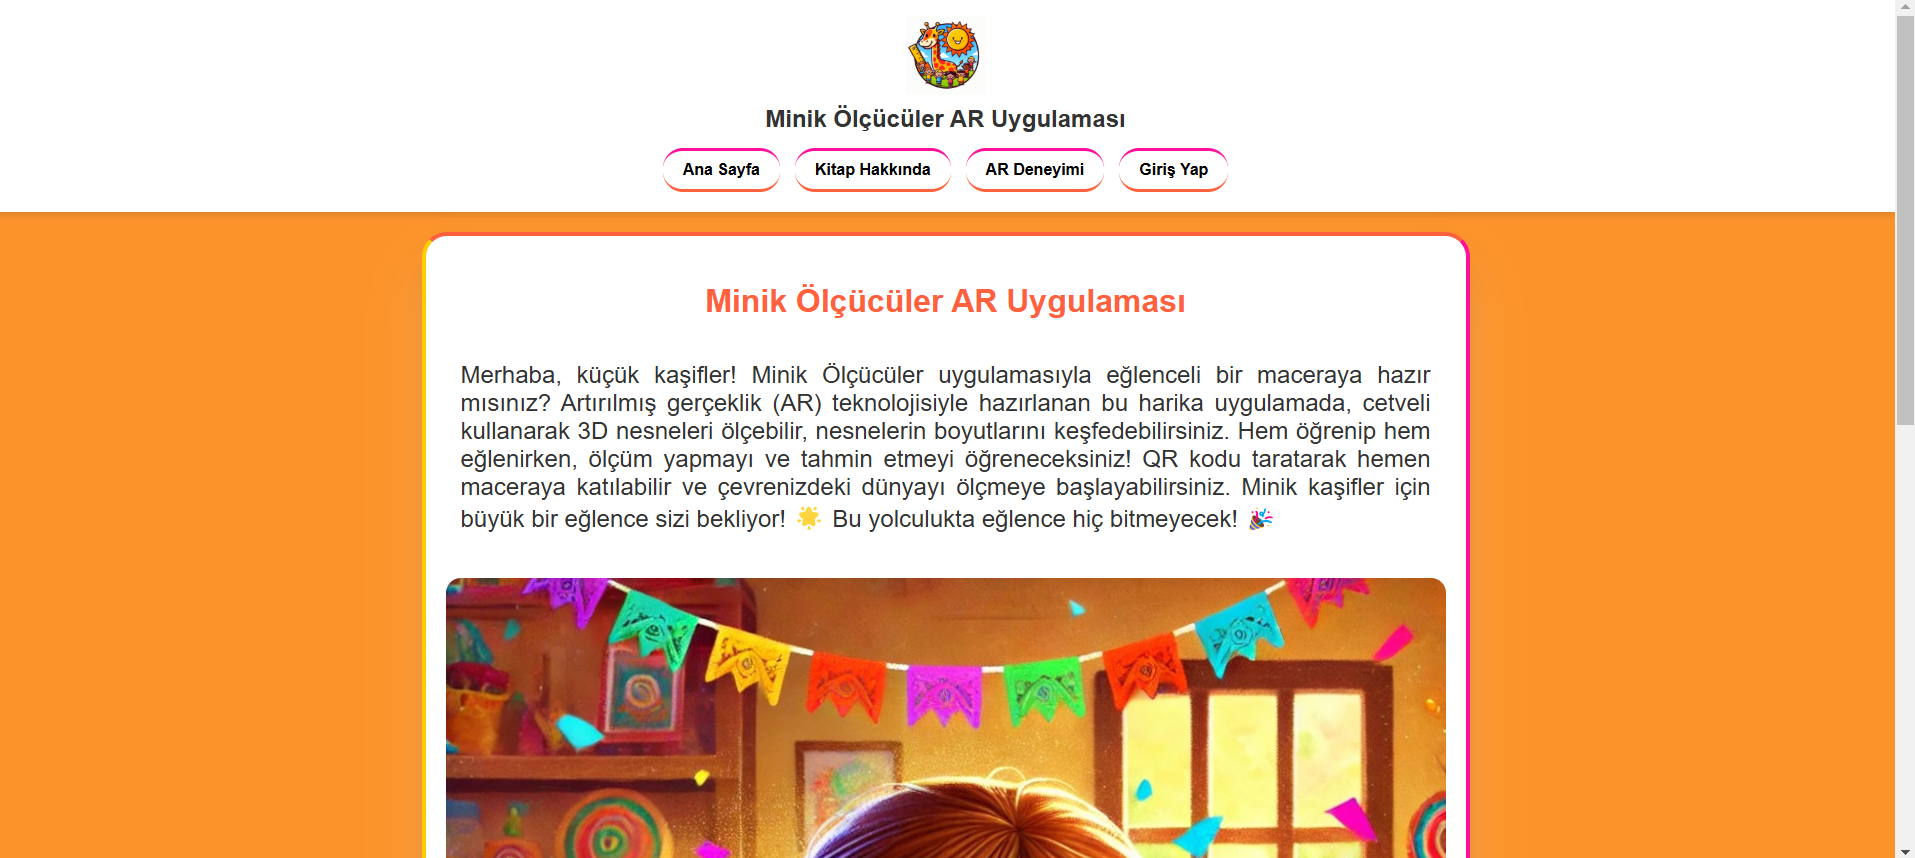 Minik Ölçücüler AR Uygulaması
Ana Sayfa
Kitap Hakkında
AR Deneyimi
Giriş Yap
Minik Ölçücüler AR Uygulaması
Merhaba, küçük kaşifler! Minik Ölçücüler uygulamasıyla eğlenceli bir maceraya hazır
mısınız? Artırılmış gerçeklik (AR) teknolojisiyle hazırlanan bu harika uygulamada, cetveli
kullanarak 3D nesneleri ölçebilir, nesnelerin boyutlarını keşfedebilirsiniz. Hem öğrenip hem
eğlenirken, ölçüm yapmayı ve tahmin etmeyi öğreneceksiniz! QR kodu taratarak hemen
maceraya katılabilir ve çevrenizdeki dünyayı ölçmeye başlayabilirsiniz. Minik kaşifler için
büyük bir eğlence sizi bekliyor! 🌟 Bu yolculukta eğlence hiç bitmeyecek! 🎉